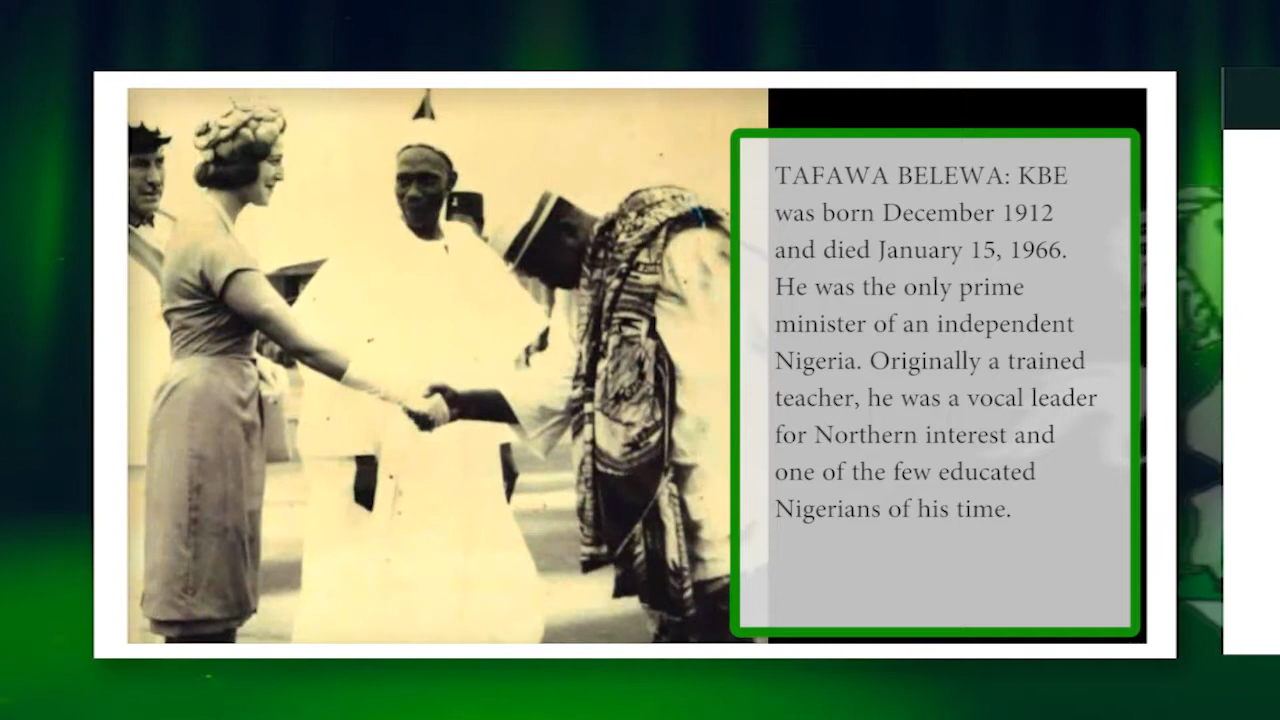 TAFAWA BELEWA: KBE
was born December 1912
and died January 15, 1966.
He was the only prime
minister of an independent
Nigeria. Originally a trained
teacher, he was a vocal leader
for Northern interest and
one of the few educated
Nigerians of his time.